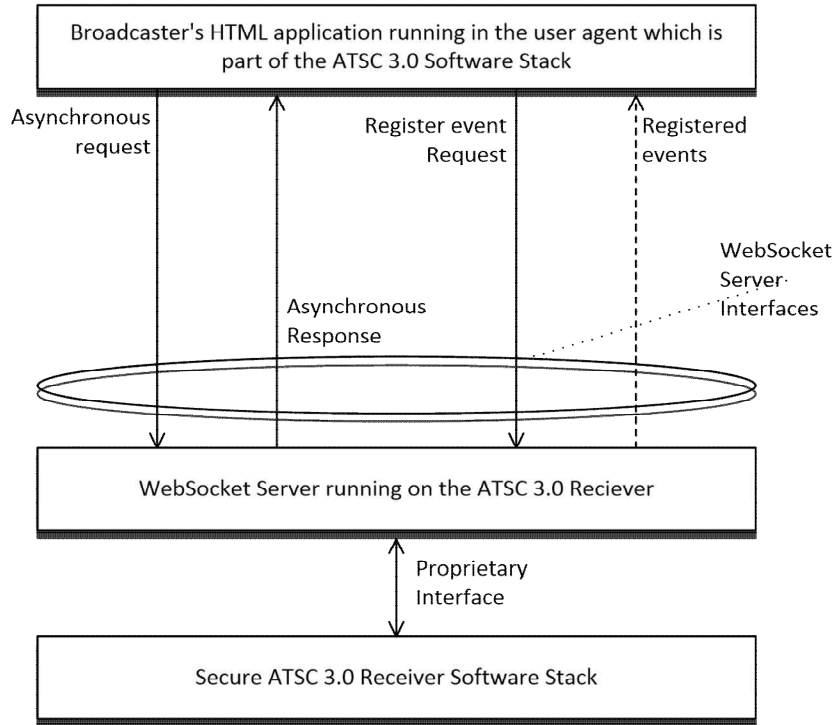 Broadcaster's HTML application running in the user agent which is
part of the ATSC 3.0 Software Stack
Asynchronous
request
Register event
Request
Registered
events
WebSocket
Server
Interfaces
Asynchronous
Response
WebSocket Server running on the ATSC 3.0 Reciever
Proprietary
Interface
Secure ATSC 3.0 Receiver Software Stack